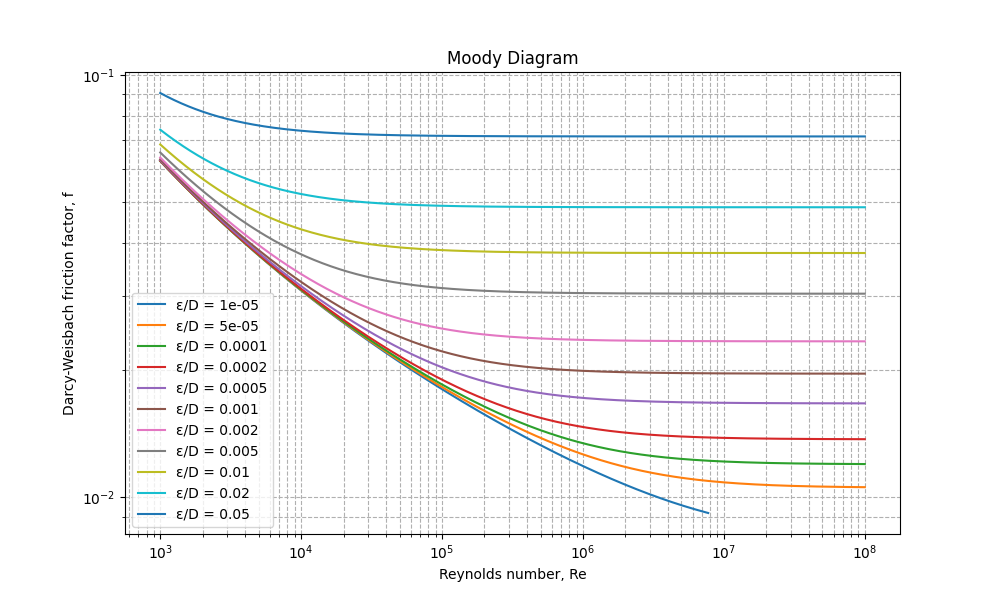 Moody Diagram
10⁻¹
10⁻²
Darcy-Weisbach friction factor, f
ε/D = 1e-05
ε/D = 5e-05
ε/D = 0.0001
ε/D = 0.0002
ε/D = 0.0005
ε/D = 0.001
ε/D = 0.002
ε/D = 0.005
ε/D = 0.01
ε/D = 0.02
ε/D = 0.05
10³ 10⁴ 10⁵ 10⁶ 10⁷ 10⁸
Reynolds number, Re